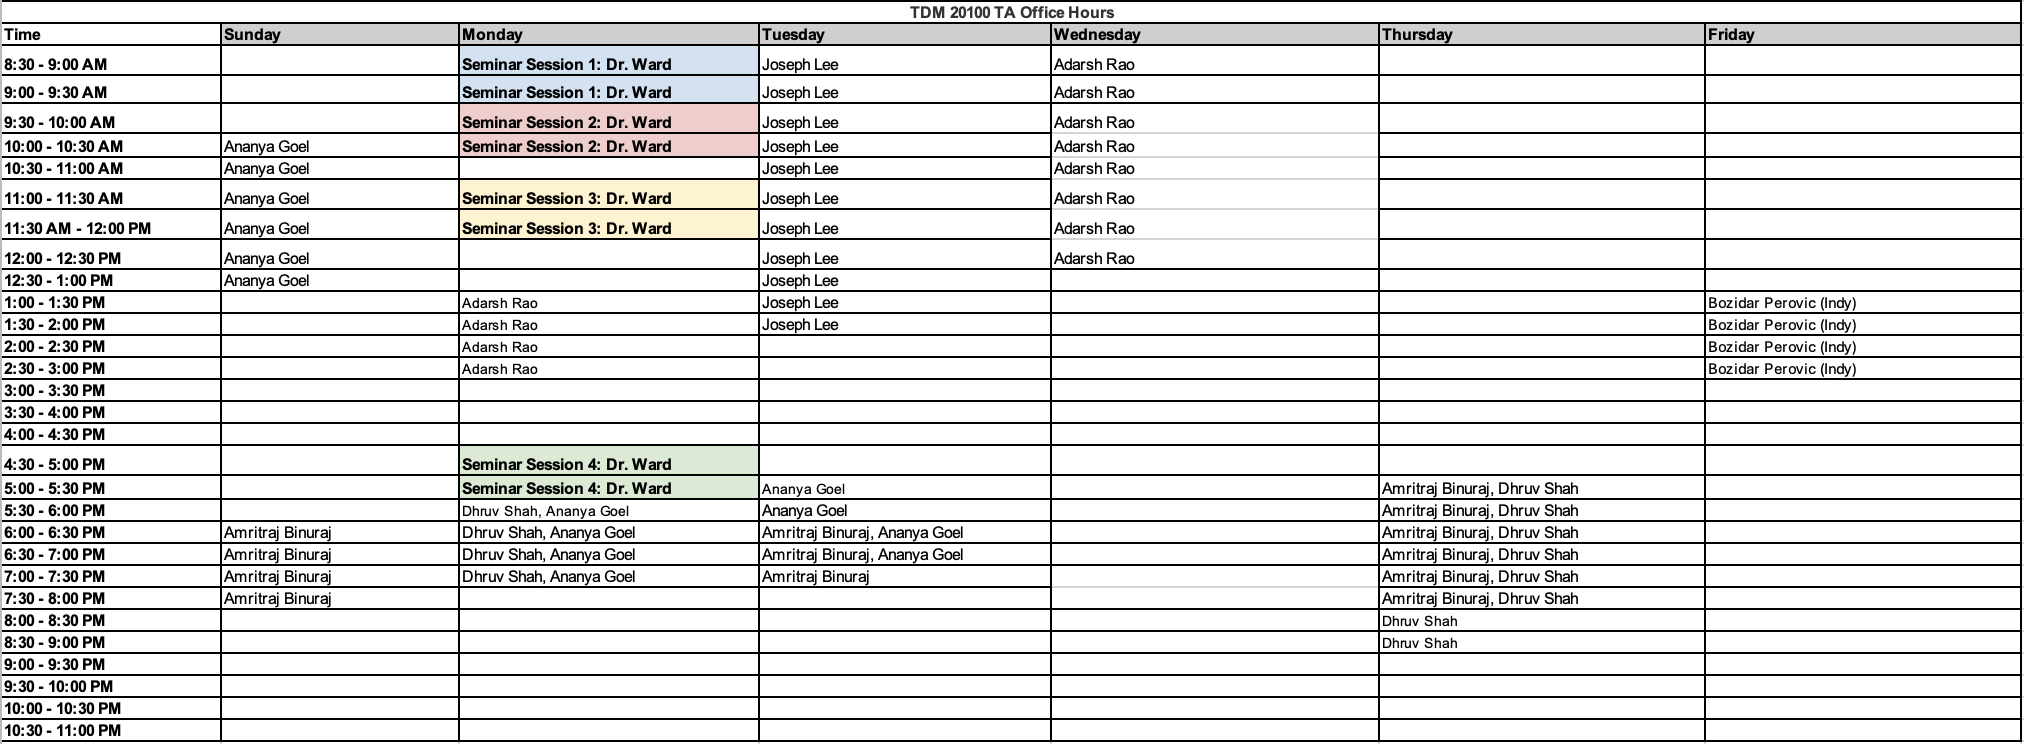 TDM 20100 TA Office Hours
Time Sunday Monday Tuesday Wednesday Thursday Friday
8:30 - 9:00 AM Seminar Session 1: Dr. Ward Joseph Lee Adarsh Rao
9:00 - 9:30 AM Seminar Session 1: Dr. Ward Joseph Lee Adarsh Rao
9:30 - 10:00 AM Seminar Session 2: Dr. Ward Joseph Lee Adarsh Rao
10:00 - 10:30 AM Ananya Goel Seminar Session 2: Dr. Ward Joseph Lee Adarsh Rao
10:30 - 11:00 AM Ananya Goel Joseph Lee Adarsh Rao
11:00 - 11:30 AM Ananya Goel Seminar Session 3: Dr. Ward Joseph Lee Adarsh Rao
11:30 AM - 12:00 PM Ananya Goel Seminar Session 3: Dr. Ward Joseph Lee Adarsh Rao
12:00 - 12:30 PM Ananya Goel Joseph Lee Adarsh Rao
12:30 - 1:00 PM Ananya Goel Joseph Lee
1:00 - 1:30 PM Adarsh Rao Joseph Lee Bozidar Perovic (Indy)
1:30 - 2:00 PM Adarsh Rao Joseph Lee Bozidar Perovic (Indy)
2:00 - 2:30 PM Adarsh Rao Bozidar Perovic (Indy)
2:30 - 3:00 PM Adarsh Rao Bozidar Perovic (Indy)
3:00 - 3:30 PM
3:30 - 4:00 PM
4:00 - 4:30 PM
4:30 - 5:00 PM Seminar Session 4: Dr. Ward
5:00 - 5:30 PM Seminar Session 4: Dr. Ward Ananya Goel Amritraj Binuraj, Dhruv Shah
5:30 - 6:00 PM Dhruv Shah, Ananya Goel Ananya Goel Amritraj Binuraj, Dhruv Shah
6:00 - 6:30 PM Amritraj Binuraj Dhruv Shah, Ananya Goel Amritraj Binuraj, Ananya Goel Amritraj Binuraj, Dhruv Shah
6:30 - 7:00 PM Amritraj Binuraj Dhruv Shah, Ananya Goel Amritraj Binuraj, Ananya Goel Amritraj Binuraj, Dhruv Shah
7:00 - 7:30 PM Amritraj Binuraj Dhruv Shah, Ananya Goel Amritraj Binuraj Amritraj Binuraj, Dhruv Shah
7:30 - 8:00 PM Amritraj Binuraj Amritraj Binuraj, Dhruv Shah
8:00 - 8:30 PM Dhruv Shah
8:30 - 9:00 PM Dhruv Shah
9:00 - 9:30 PM
9:30 - 10:00 PM
10:00 - 10:30 PM
10:30 - 11:00 PM